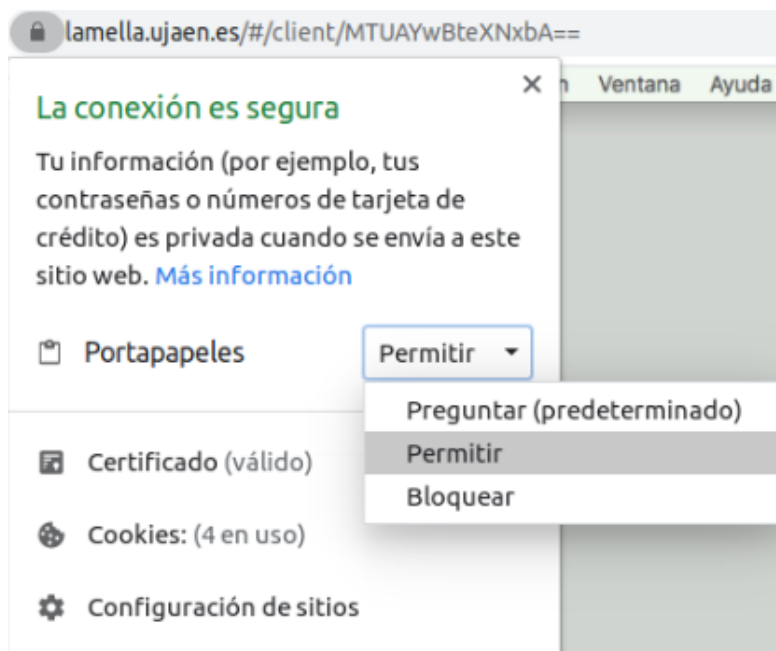 lamella.ujaen.es/#/client/MTUAYwBteXNxbA==
n Ventana Ayuda
La conexión es segura
Tu información (por ejemplo, tus
contraseñas o números de tarjeta de
crédito) es privada cuando se envía a este
sitio web. Más información
Portapapeles Permitir
Preguntar (predeterminado)
Permitir
Bloquear
Certificado (válido)
Cookies: (4 en uso)
Configuración de sitios